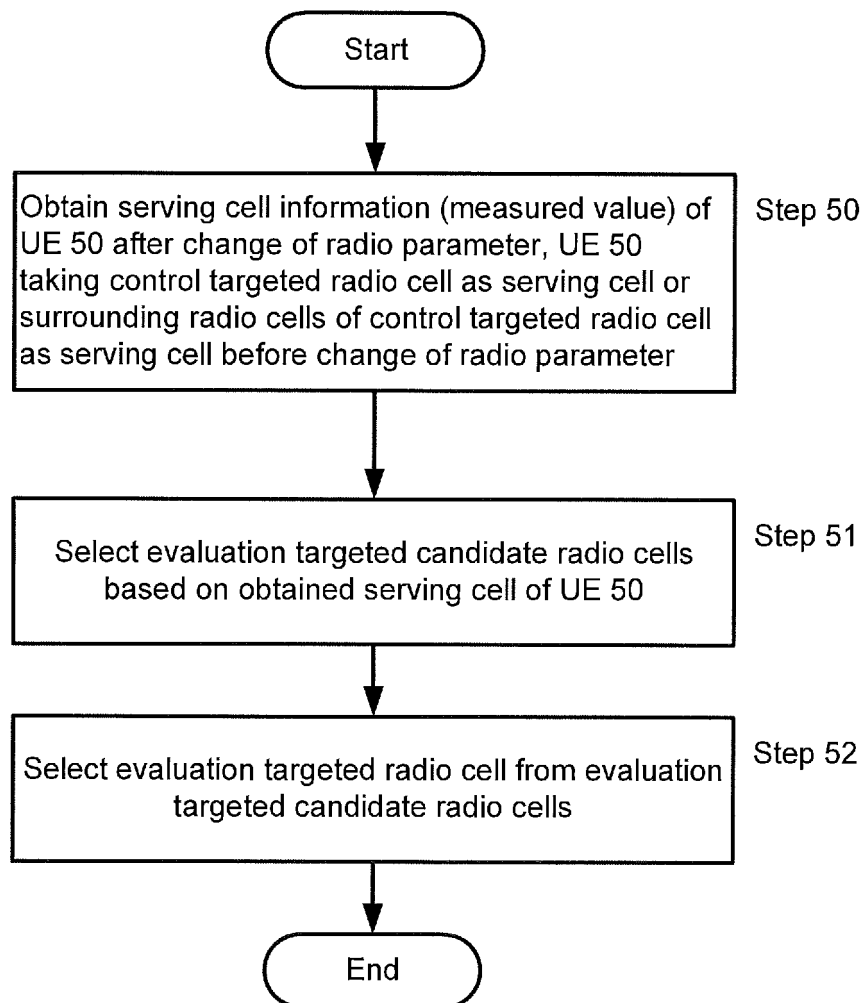 Start
Obtain serving cell information (measured value) of
UE 50 after change of radio parameter, UE 50
taking control targeted radio cell as serving cell or
surrounding radio cells of control targeted radio cell
as serving cell before change of radio parameter
Step 50
Select evaluation targeted candidate radio cells
based on obtained serving cell of UE 50
Step 51
Select evaluation targeted radio cell from evaluation
targeted candidate radio cells
Step 52
End